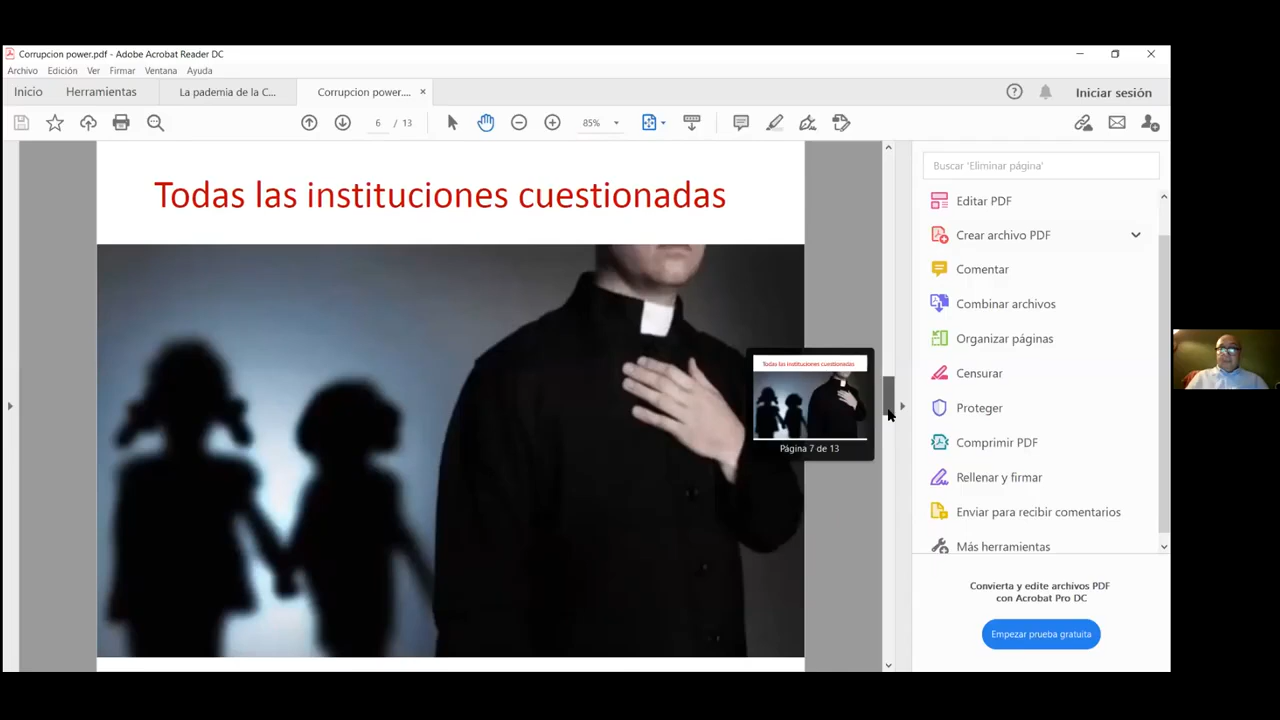 Corrupcion power.pdf - Adobe Acrobat Reader DC
Archivo Edición Ver Firmar Ventana Ayuda
Inicio Herramientas La pademia de la C... Corrupcion power.... ×
6 / 13 85%
Iniciar sesión
Todas las instituciones cuestionadas
Todas las instituciones cuestionadas
Página 7 de 13
Buscar 'Eliminar página'
Editar PDF
Crear archivo PDF
Comentar
Combinar archivos
Organizar páginas
Censurar
Proteger
Comprimir PDF
Rellenar y firmar
Enviar para recibir comentarios
Más herramientas
Convierta y edite archivos PDF
con Acrobat Pro DC
Empezar prueba gratuita